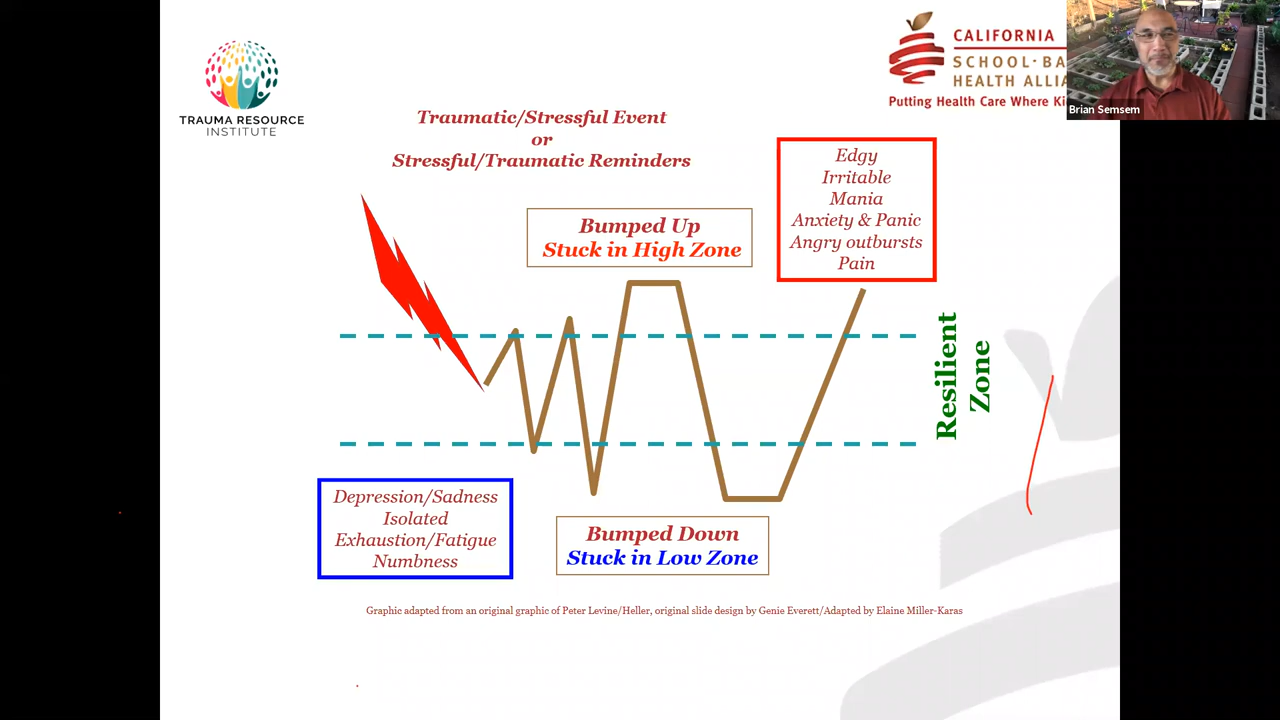 TRAUMA RESOURCE
INSTITUTE
CALIFORNIA
SCHOOL·BA
HEALTH ALLIA
Putting Health Care Where Ki
Brian Semsem
Traumatic/Stressful Event
or
Stressful/Traumatic Reminders
Edgy
Irritable
Mania
Anxiety & Panic
Angry outbursts
Pain
Bumped Up
Stuck in High Zone
Resilient
Zone
Depression/Sadness
Isolated
Exhaustion/Fatigue
Numbness
Bumped Down
Stuck in Low Zone
Graphic adapted from an original graphic of Peter Levine/Heller, original slide design by Genie Everett/Adapted by Elaine Miller-Karas